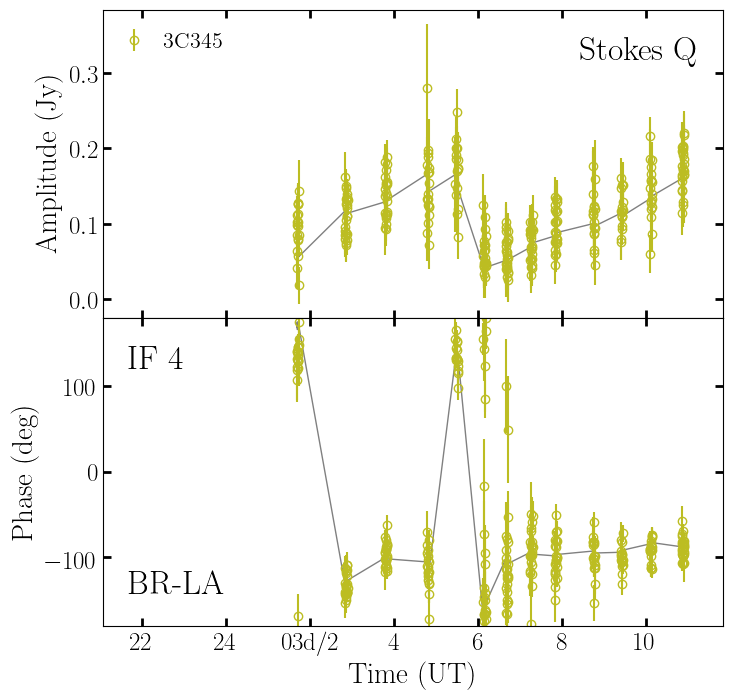 3C345
Stokes Q
0.3
0.2
0.1
0.0
Amplitude (Jy)
IF 4
100
0
−100
Phase (deg)
BR-LA
22 24 03d/2 4 6 8 10
Time (UT)